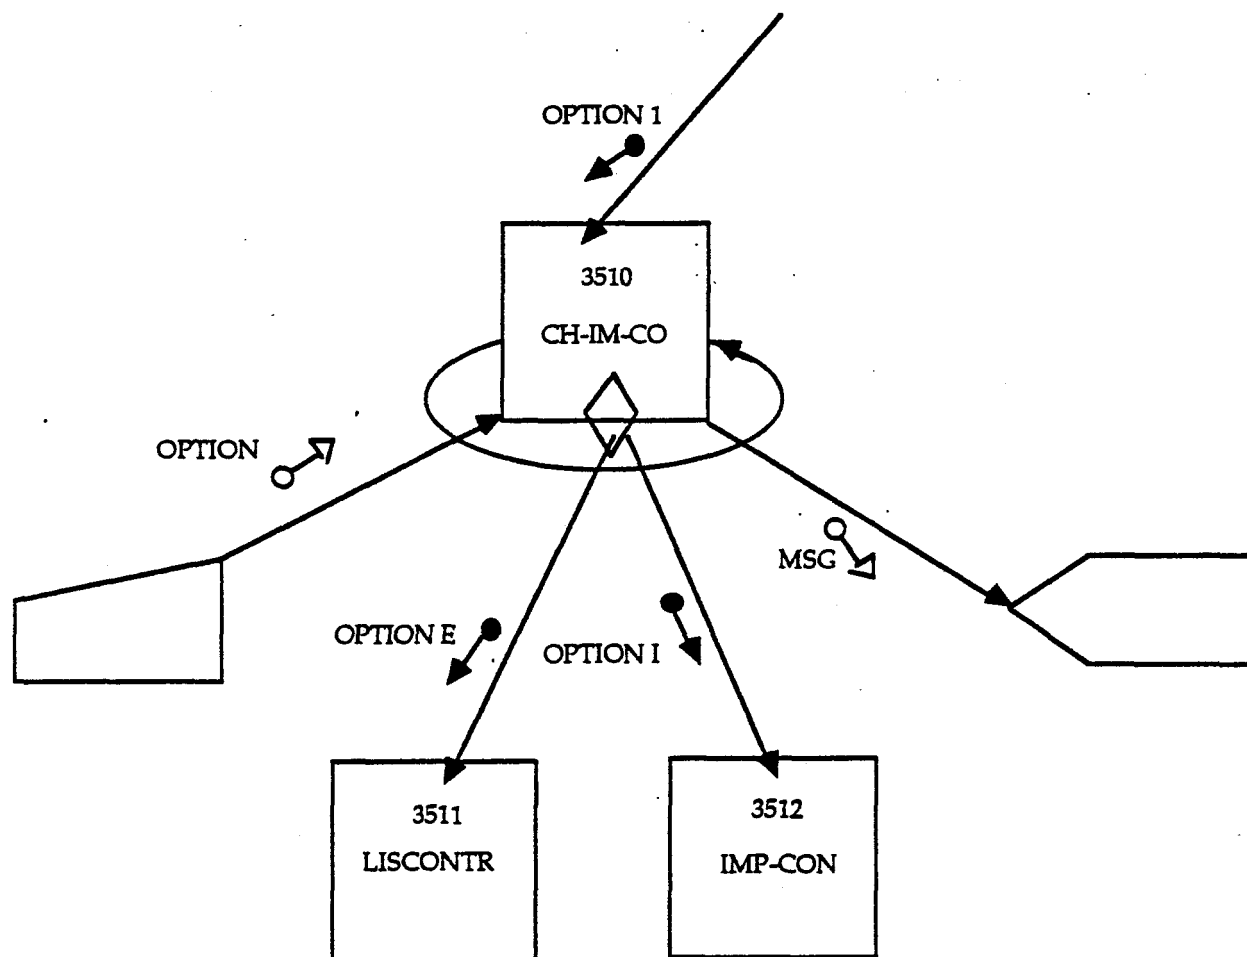 OPTION 1
3510
CH-IM-CO
OPTION
MSG
OPTION E
OPTION I
3511
LISCONTR
3512
IMP-CON